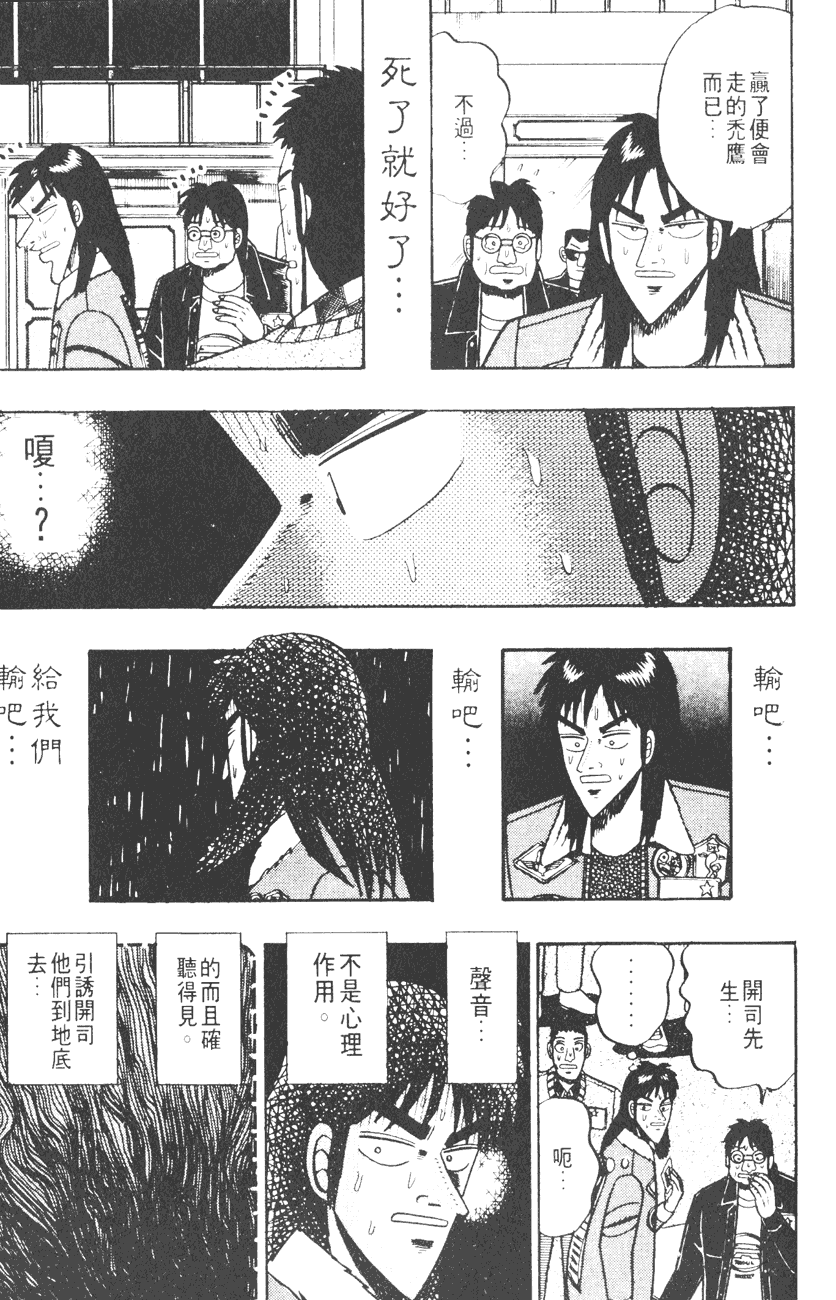 贏了便會
走的禿鷹
而已…
不過…
死了就好了…
嗄…?
輸吧…
輸吧…
給我們
輸吧…
開司先
生…
………
呃…
聲音…
不是心理
作用。
的而且確
聽得見。
引誘開司
他們到地底
去…